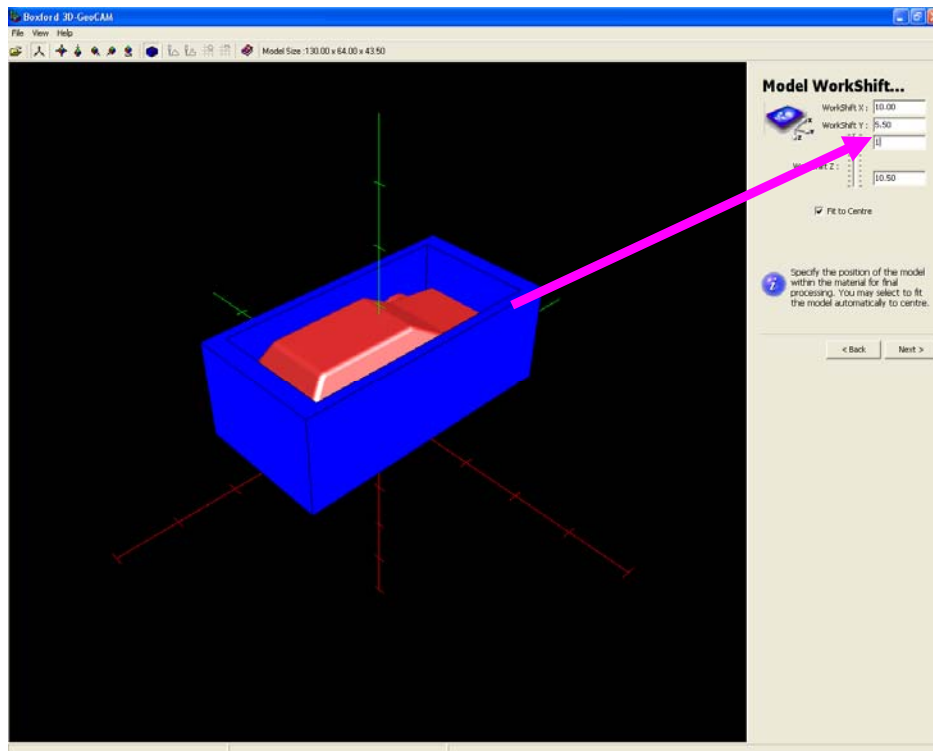 Boxford 3D-GeoCAM
File View Help
Model Size :130.00 x 64.00 x 43.50
Model WorkShift...
WorkShift X : 10.00
WorkShift Y : 5.50
1
Z : 10.50
Fit to Centre
Specify the position of the model
within the material for final
processing. You may select to fit
the model automatically to centre.
< Back Next >